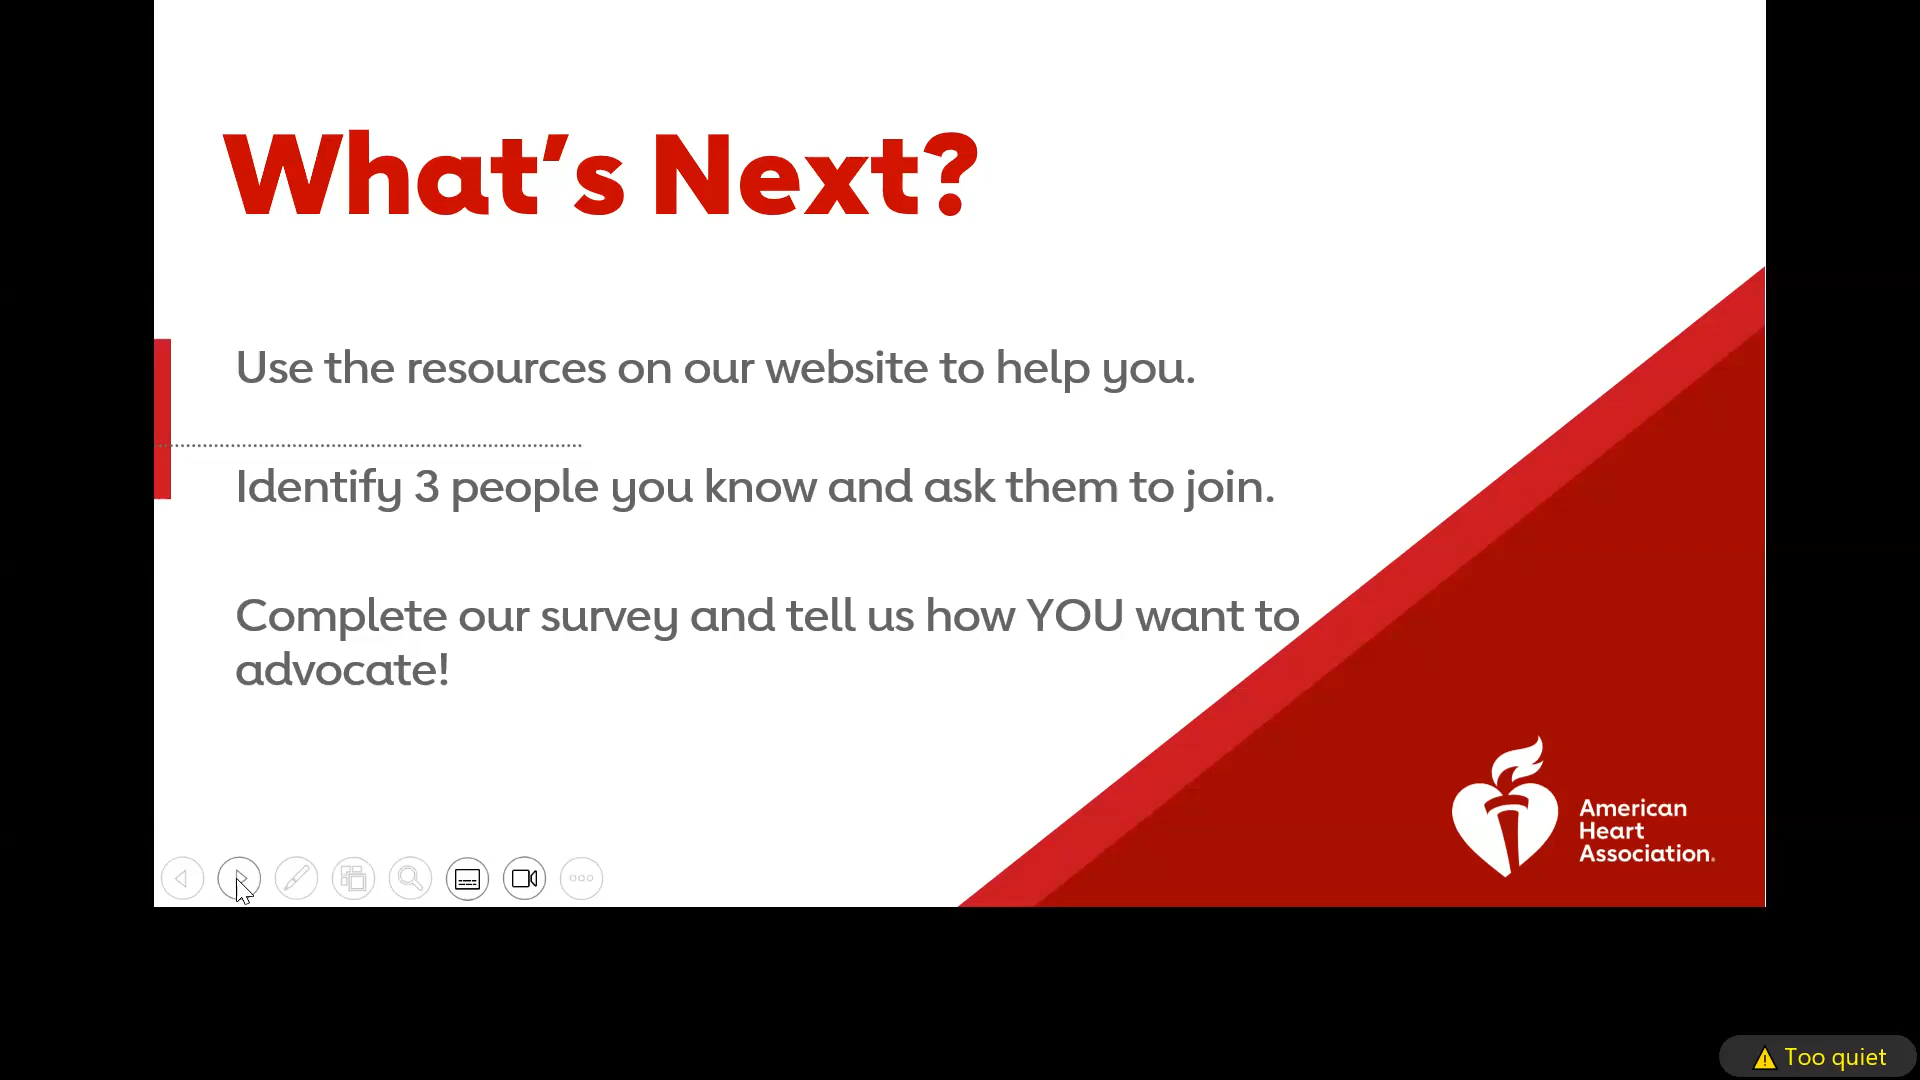 What's Next?
Use the resources on our website to help you.
Identify 3 people you know and ask them to join.
Complete our survey and tell us how YOU want to
advocate!
American
Heart
Association.
Too quiet